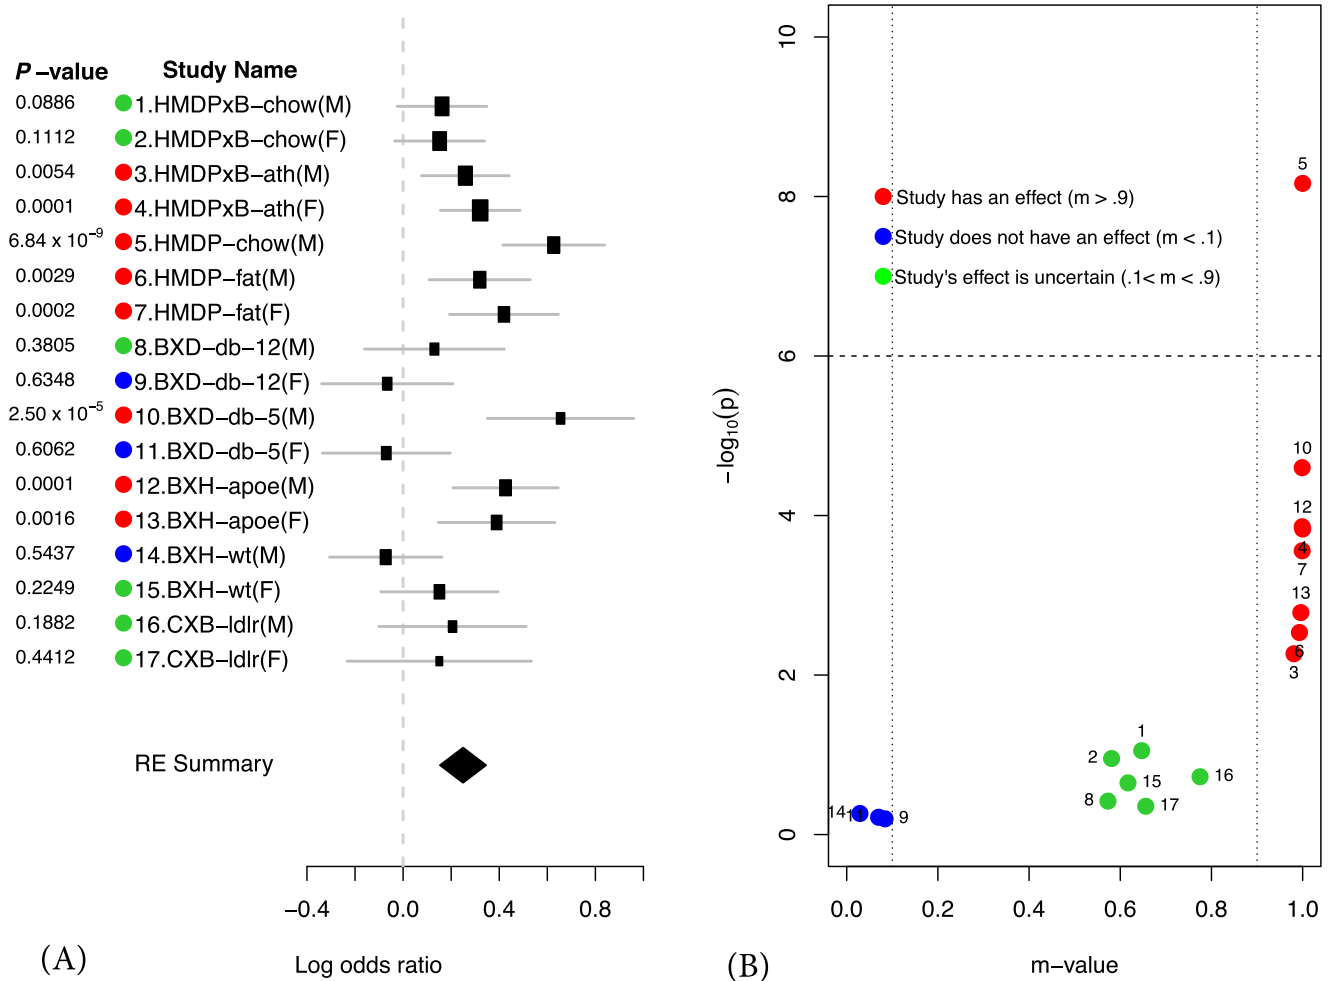 P −value Study Name
0.0886 1.HMDPxB−chow(M)
0.1112 2.HMDPxB−chow(F)
0.0054 3.HMDPxB−ath(M)
0.0001 4.HMDPxB−ath(F)
6.84 x 10⁻⁹ 5.HMDP−chow(M)
0.0029 6.HMDP−fat(M)
0.0002 7.HMDP−fat(F)
0.3805 8.BXD−db−12(M)
0.6348 9.BXD−db−12(F)
2.50 x 10⁻⁵ 10.BXD−db−5(M)
0.6062 11.BXD−db−5(F)
0.0001 12.BXH−apoe(M)
0.0016 13.BXH−apoe(F)
0.5437 14.BXH−wt(M)
0.2249 15.BXH−wt(F)
0.1882 16.CXB−ldlr(M)
0.4412 17.CXB−ldlr(F)
RE Summary
−0.4 0.0 0.4 0.8
Log odds ratio
(A)
10
8
6
4
2
0
−log₁₀(p)
Study has an effect (m > .9)
Study does not have an effect (m < .1)
Study's effect is uncertain (.1< m < .9)
5
10
12
4
7
13
6
3
1
2
15
16
8
17
14
11
9
0.0 0.2 0.4 0.6 0.8 1.0
m−value
(B)